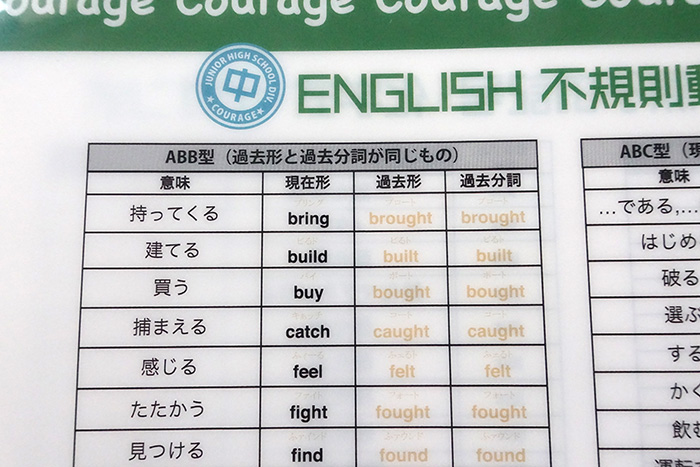 Courage Courage Courage
JUNIOR HIGH SCHOOL DIV.
中
COURAGE
ENGLISH 不規則
ABB型（過去形と過去分詞が同じもの）
意味 現在形 過去形 過去分詞
持ってくる bring brought brought
建てる build built built
買う buy bought bought
捕まえる catch caught caught
感じる feel felt felt
たたかう fight fought fought
見つける find found found
ABC型
意味
…である,…
はじめ
破る
選ぶ
する
かく
飲む